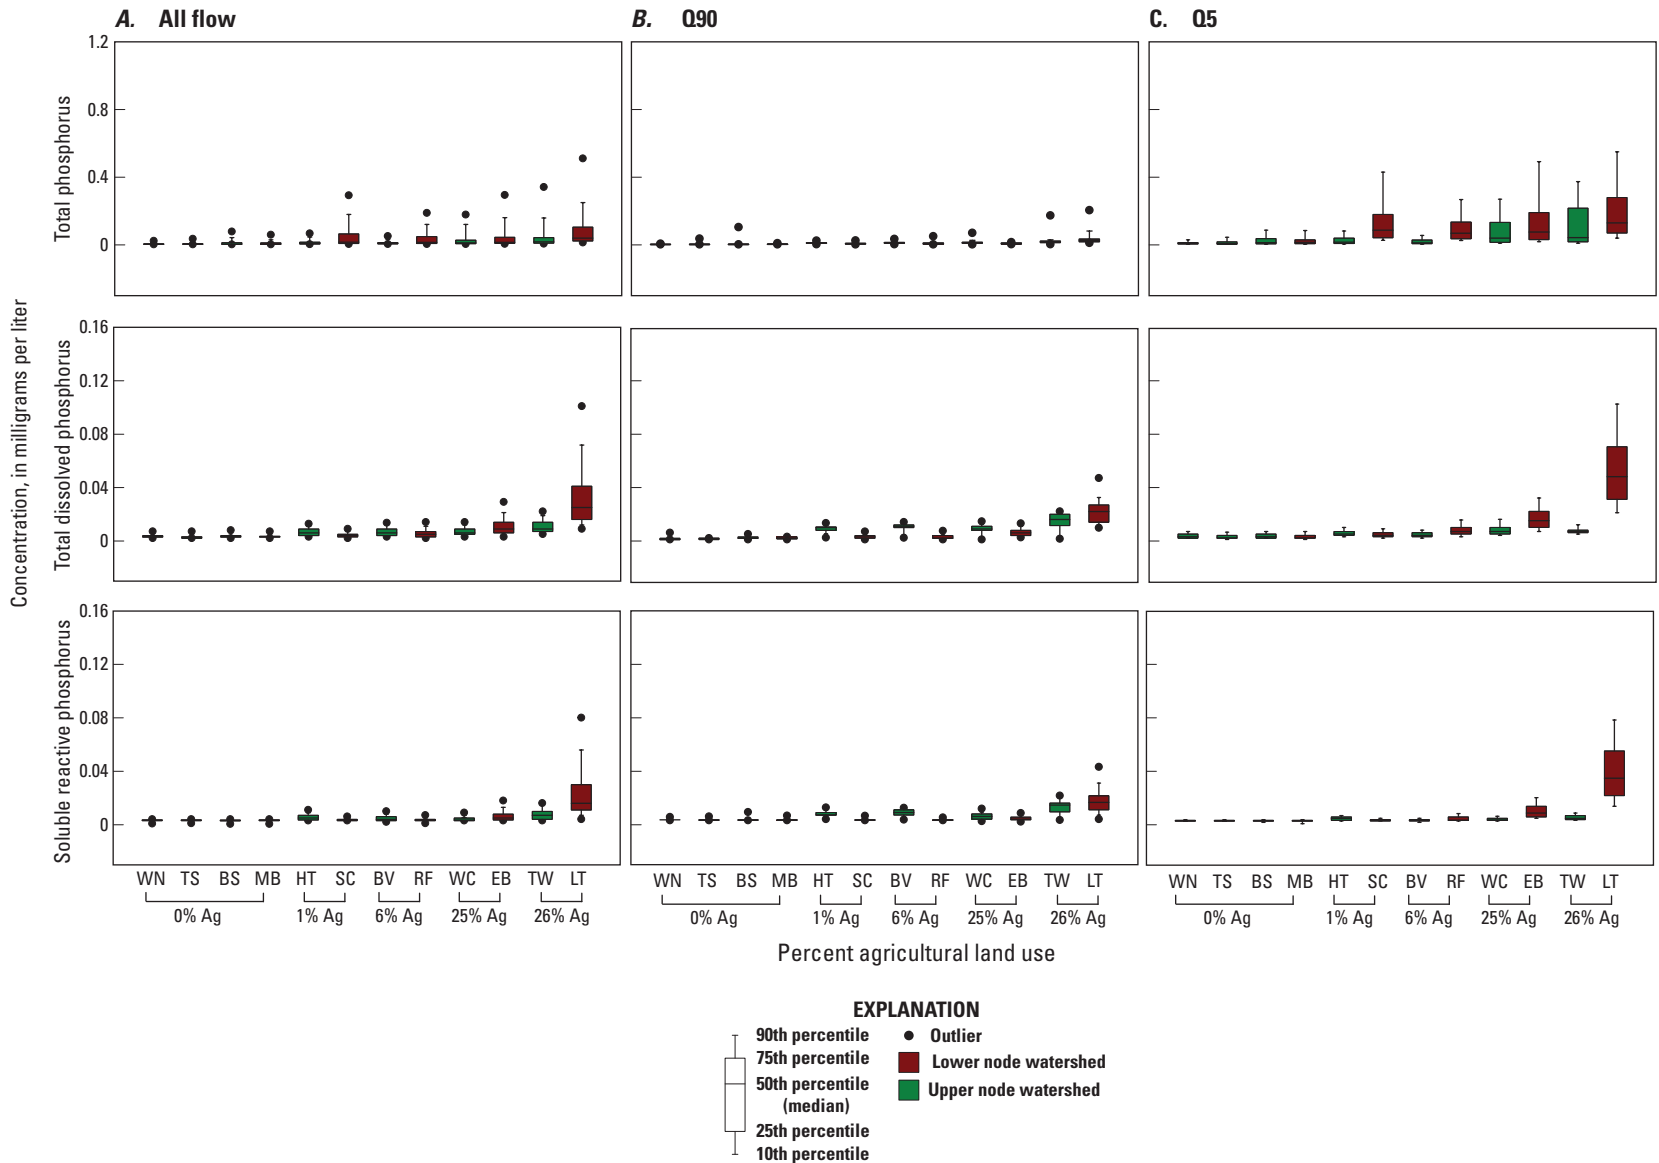 A. All flow
B. Q90
C. Q5
Concentration, in milligrams per liter
Total phosphorus
1.2
0.8
0.4
0
Total dissolved phosphorus
0.16
0.12
0.08
0.04
0
Soluble reactive phosphorus
0.16
0.12
0.08
0.04
0
WN TS BS MB HT SC BV RF WC EB TW LT
0% Ag 1% Ag 6% Ag 25% Ag 26% Ag
WN TS BS MB HT SC BV RF WC EB TW LT
0% Ag 1% Ag 6% Ag 25% Ag 26% Ag
WN TS BS MB HT SC BV RF WC EB TW LT
0% Ag 1% Ag 6% Ag 25% Ag 26% Ag
Percent agricultural land use
EXPLANATION
90th percentile
75th percentile
50th percentile
(median)
25th percentile
10th percentile
Outlier
Lower node watershed
Upper node watershed